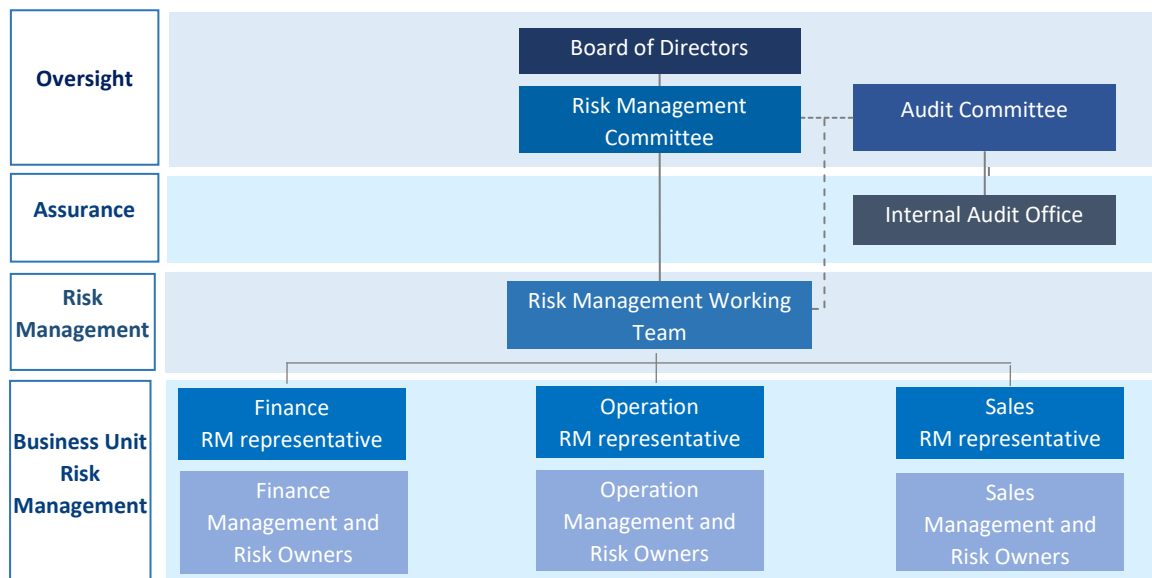 Oversight
Board of Directors
Risk Management
Committee
Audit Committee
Assurance
Internal Audit Office
Risk
Management
Risk Management Working
Team
Business Unit
Risk
Management
Finance
RM representative
Operation
RM representative
Sales
RM representative
Finance
Management and
Risk Owners
Operation
Management and
Risk Owners
Sales
Management and
Risk Owners